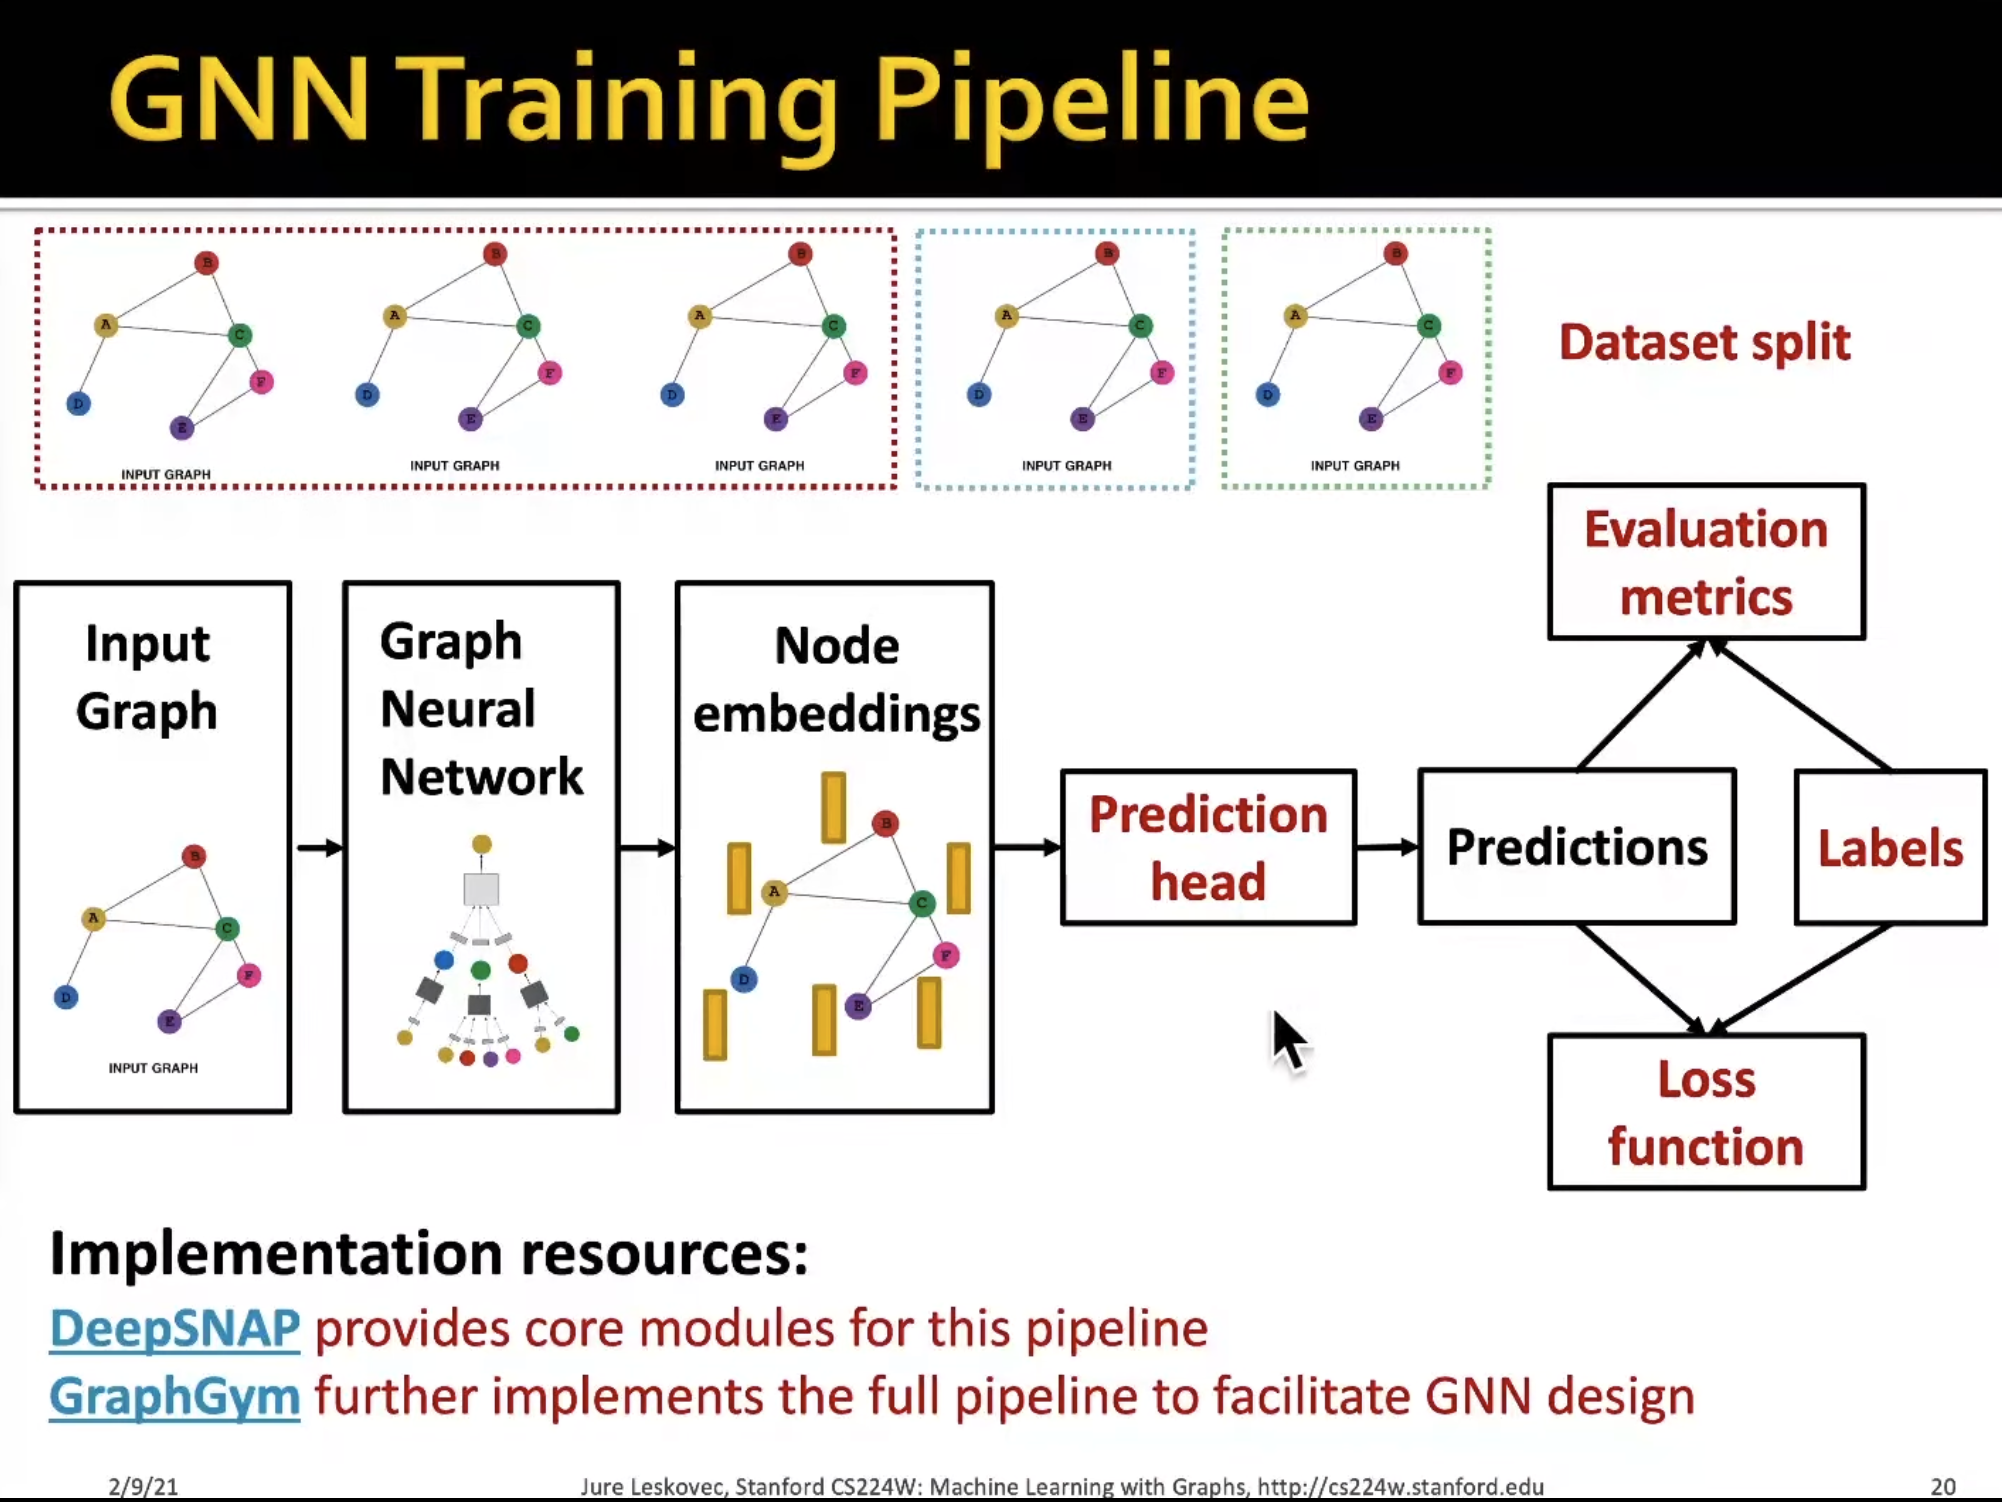 GNN Training Pipeline
B
A
C
F
D
E
INPUT GRAPH
B
A
C
F
D
E
INPUT GRAPH
B
A
C
F
D
E
INPUT GRAPH
B
A
C
F
D
E
INPUT GRAPH
B
A
C
F
D
E
INPUT GRAPH
Dataset split
Input
Graph
B
A
C
F
D
E
INPUT GRAPH
Graph
Neural
Network
Node
embeddings
B
A
C
F
D
E
Prediction
head
Predictions
Labels
Evaluation
metrics
Loss
function
Implementation resources:
DeepSNAP provides core modules for this pipeline
GraphGym further implements the full pipeline to facilitate GNN design
2/9/21
Jure Leskovec, Stanford CS224W: Machine Learning with Graphs, http://cs224w.stanford.edu
20